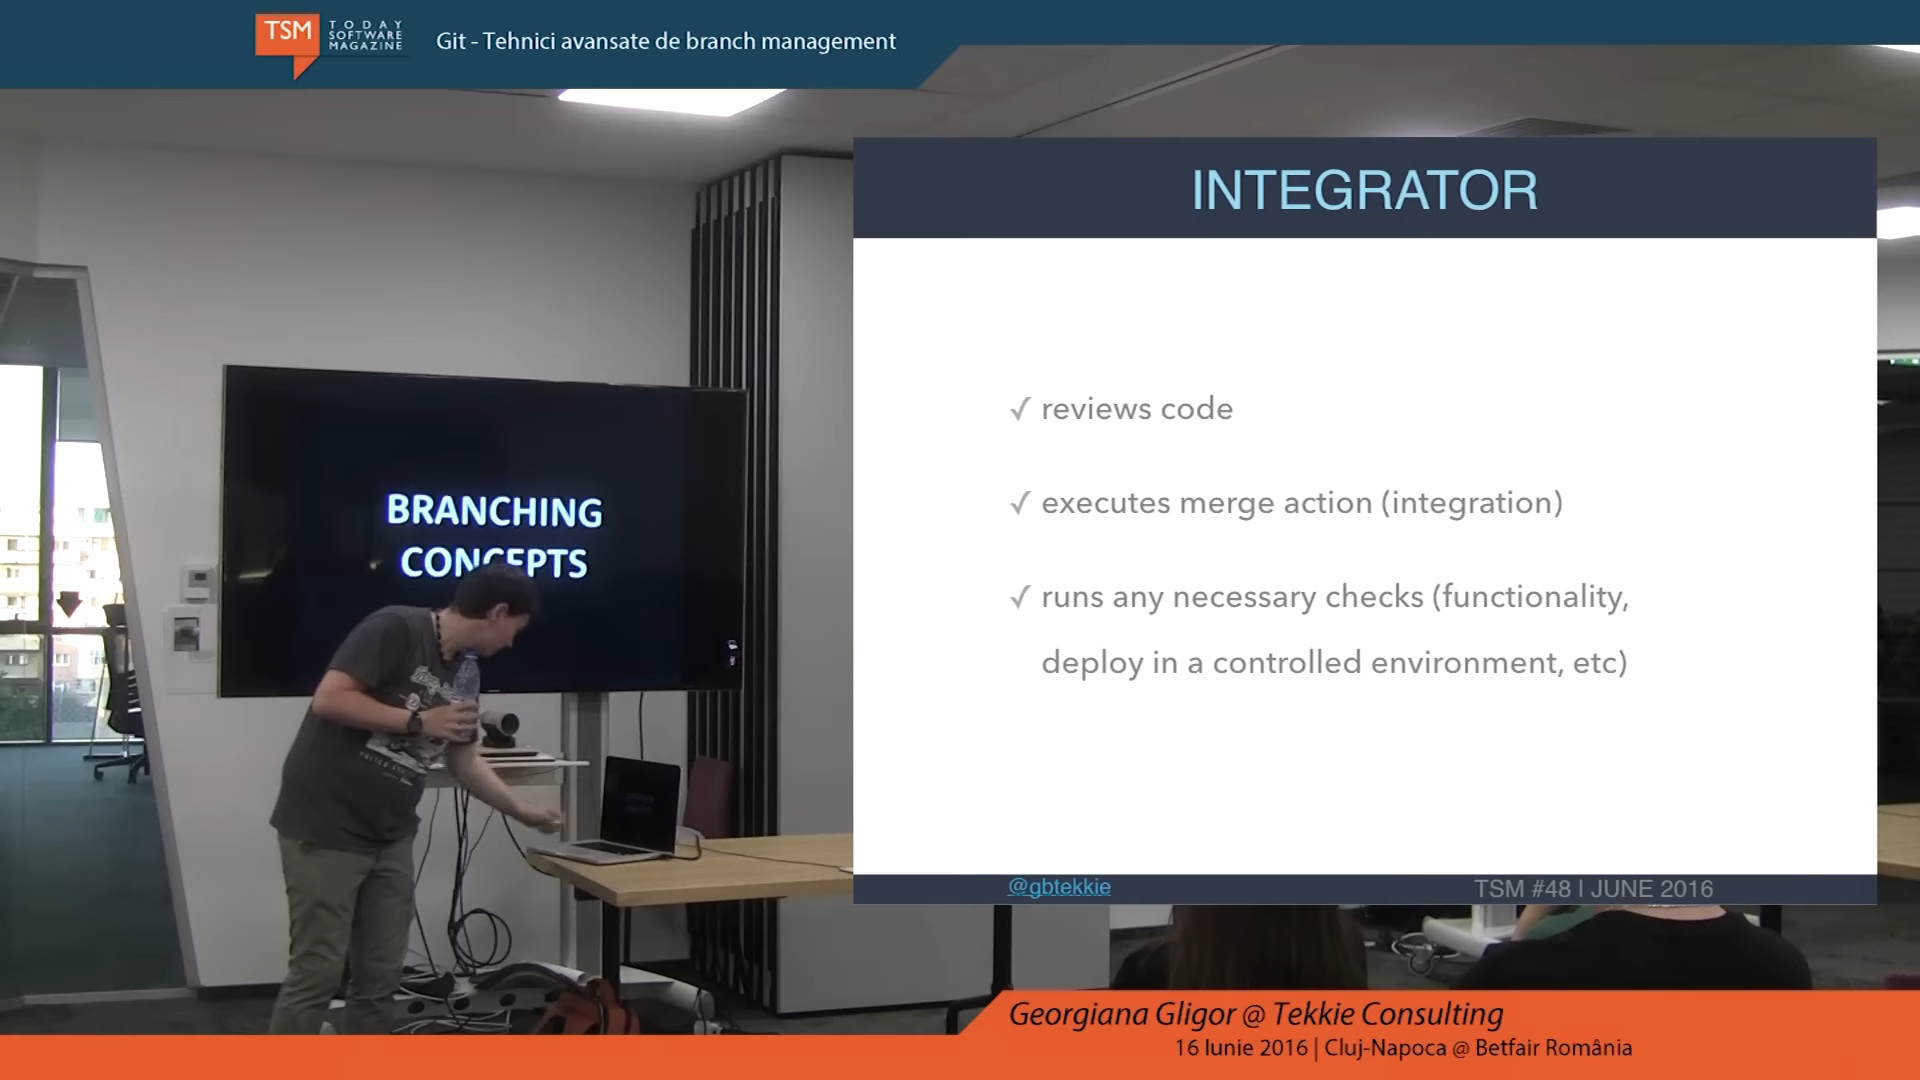 TSM
TODAY
SOFTWARE
MAGAZINE
Git - Tehnici avansate de branch management
INTEGRATOR
✓ reviews code
✓ executes merge action (integration)
✓ runs any necessary checks (functionality,
deploy in a controlled environment, etc)
@gbtekkie
TSM #48 | JUNE 2016
BRANCHING
CONCEPTS
Georgiana Gligor @ Tekkie Consulting
16 Iunie 2016 | Cluj-Napoca @ Betfair România